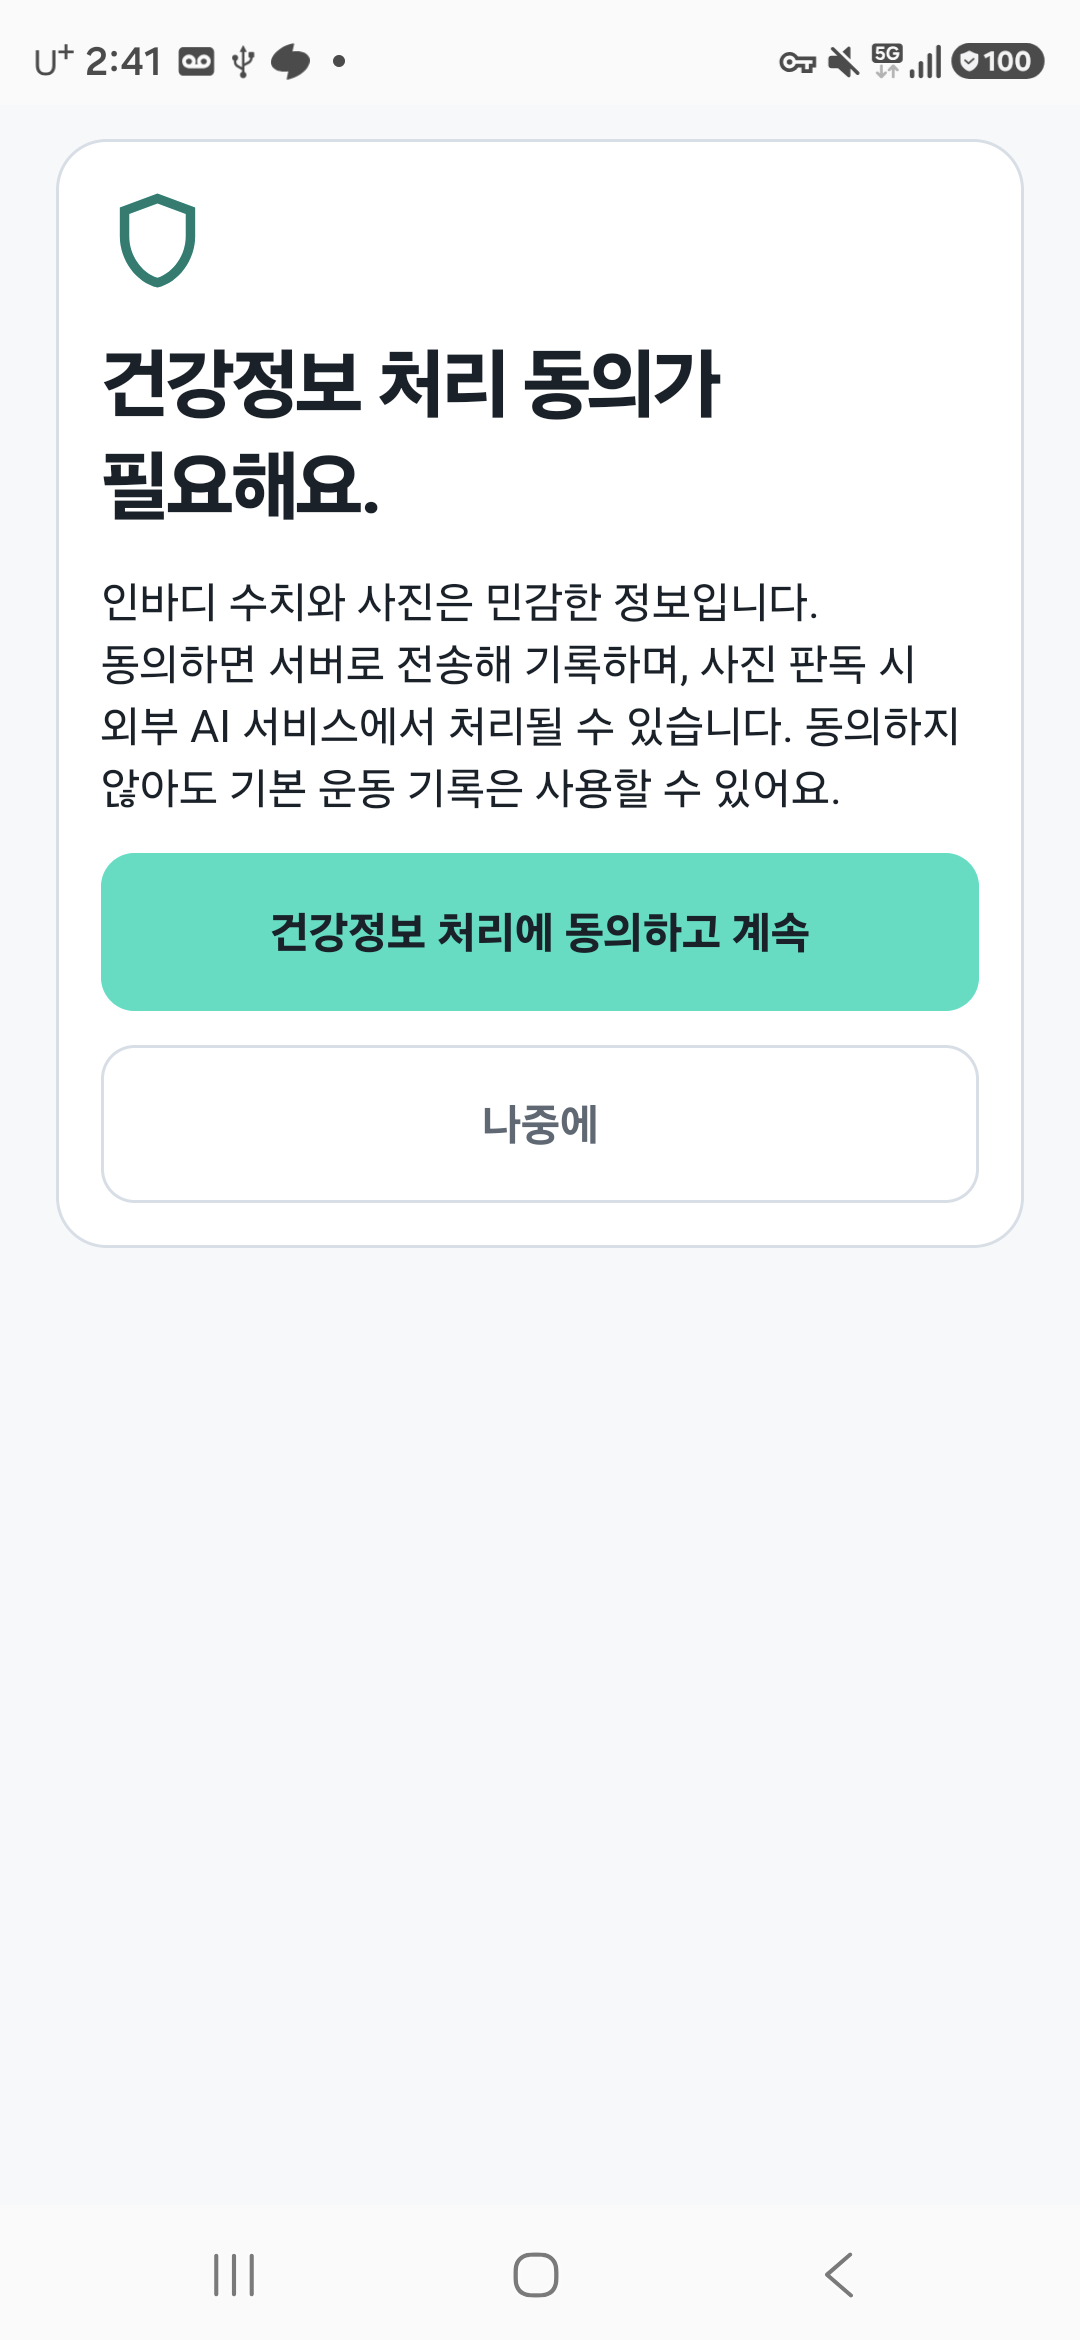 U+ 2:41 5G 100
건강정보 처리 동의가
필요해요.
인바디 수치와 사진은 민감한 정보입니다.
동의하면 서버로 전송해 기록하며, 사진 판독 시
외부 AI 서비스에서 처리될 수 있습니다. 동의하지
않아도 기본 운동 기록은 사용할 수 있어요.
건강정보 처리에 동의하고 계속
나중에